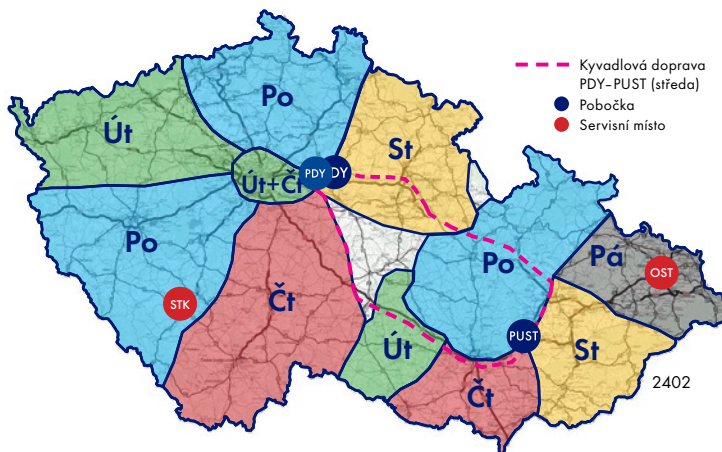 Kyvadlová doprava
PDY–PUST (středa)
Pobočka
Servisní místo
Po
Út
St
PDY
DY
Út+Čt
Po
Po
Pá
OST
STK
Čt
PUST
Út
St
Čt
2402